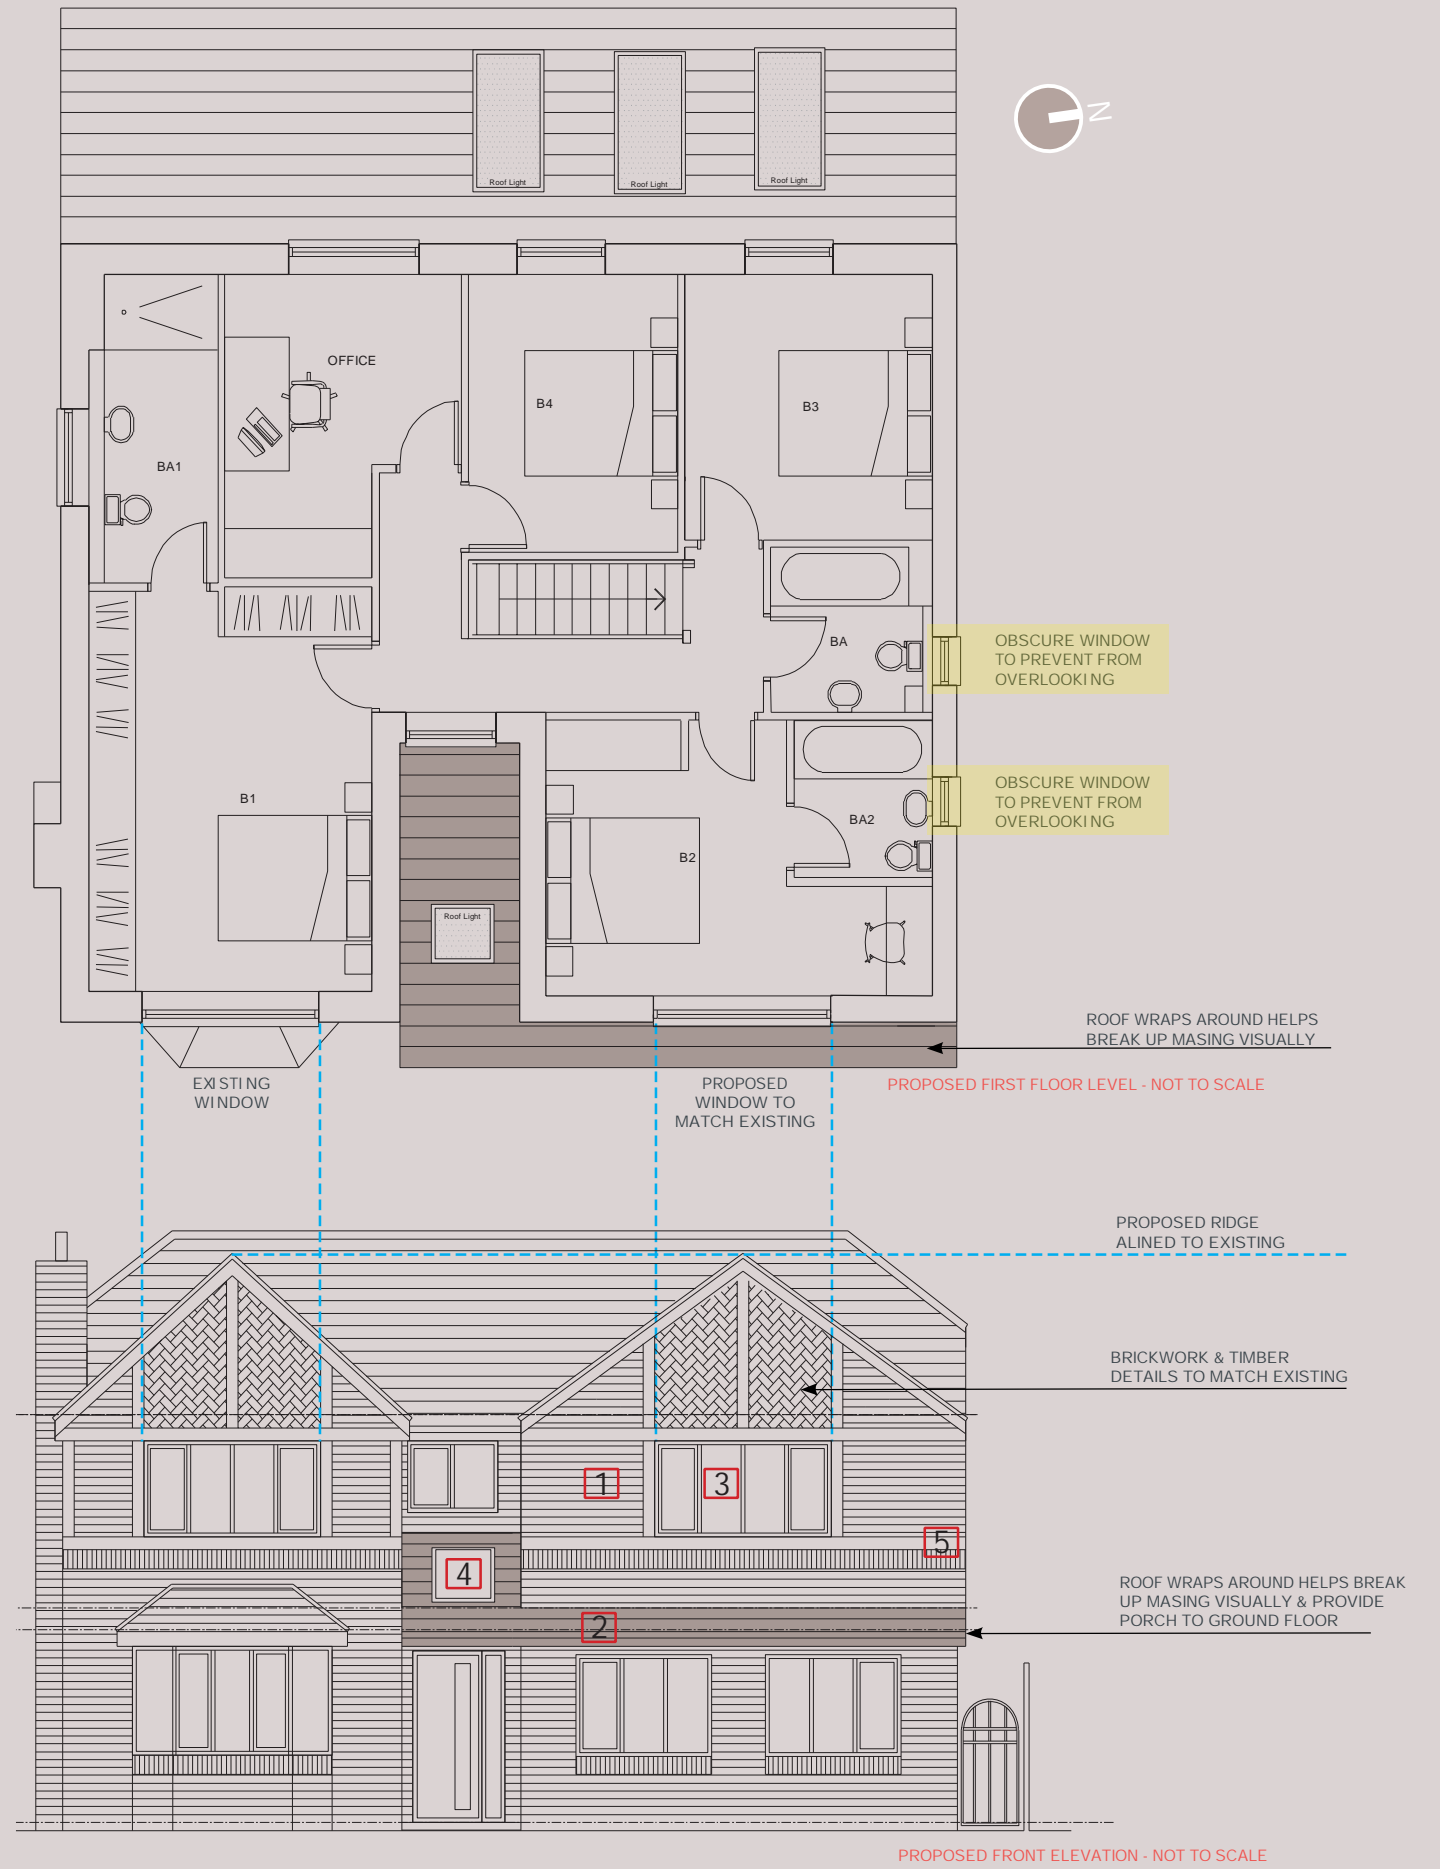 N
Roof Light
Roof Light
Roof Light
OFFICE
B4
B3
BA1
BA
OBSCURE WINDOW
TO PREVENT FROM
OVERLOOKING
OBSCURE WINDOW
TO PREVENT FROM
OVERLOOKING
B1
BA2
B2
Roof Light
ROOF WRAPS AROUND HELPS
BREAK UP MASING VISUALLY
EXISTING
WINDOW
PROPOSED
WINDOW TO
MATCH EXISTING
PROPOSED FIRST FLOOR LEVEL - NOT TO SCALE
PROPOSED RIDGE
ALINED TO EXISTING
BRICKWORK & TIMBER
DETAILS TO MATCH EXISTING
1
3
5
4
2
ROOF WRAPS AROUND HELPS BREAK
UP MASING VISUALLY & PROVIDE
PORCH TO GROUND FLOOR
PROPOSED FRONT ELEVATION - NOT TO SCALE